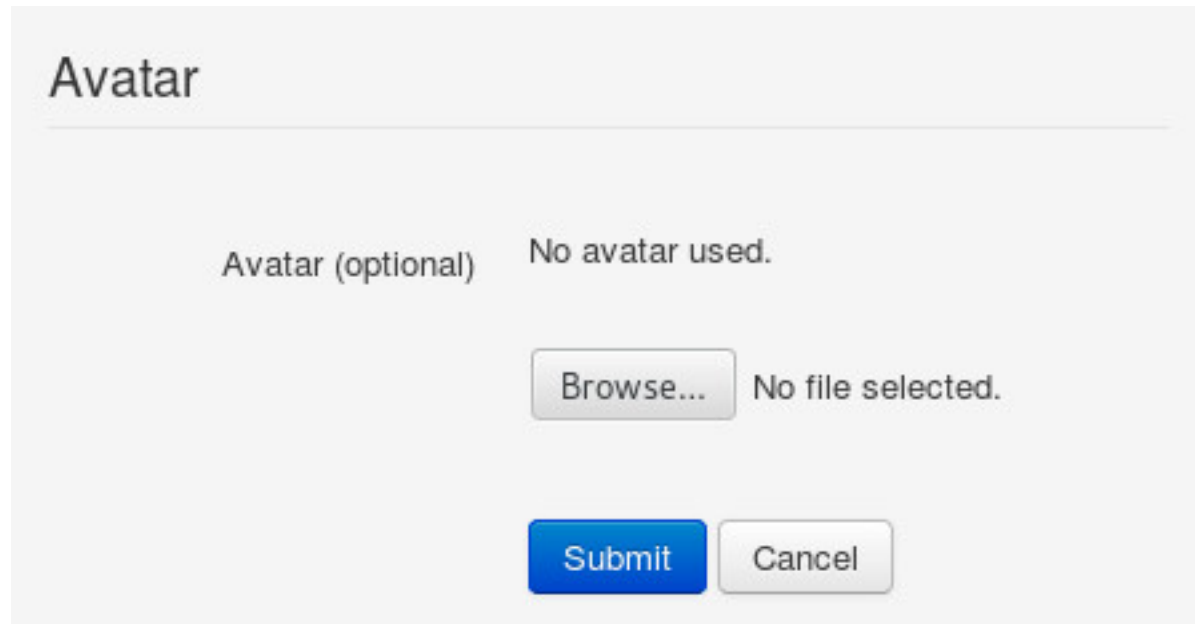 Avatar
Avatar (optional)
No avatar used.
Browse... No file selected.
Submit Cancel